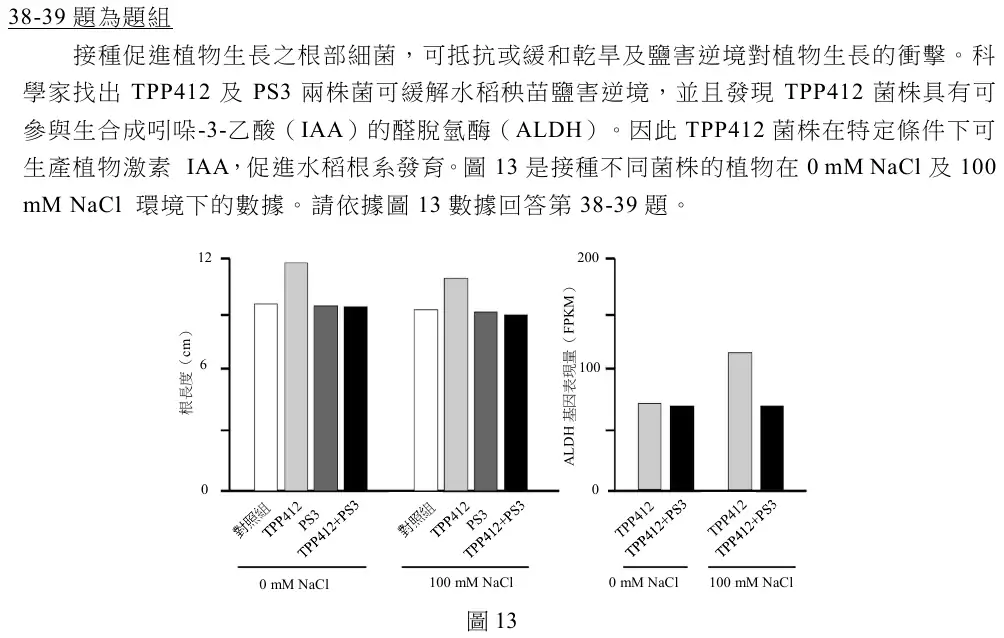 38-39 題為題組
接種促進植物生長之根部細菌，可抵抗或緩和乾旱及鹽害逆境對植物生長的衝擊。科
學家找出 TPP412 及 PS3 兩株菌可緩解水稻秧苗鹽害逆境，並且發現 TPP412 菌株具有可
參與生合成吲哚-3-乙酸（IAA）的醛脫氫酶（ALDH）。因此 TPP412 菌株在特定條件下可
生產植物激素 IAA，促進水稻根系發育。圖 13 是接種不同菌株的植物在 0 mM NaCl 及 100
mM NaCl 環境下的數據。請依據圖 13 數據回答第 38-39 題。
12
6
0
根長度（cm）
對照組
TPP412
PS3
TPP412+PS3
對照組
TPP412
PS3
TPP412+PS3
0 mM NaCl
100 mM NaCl
200
100
0
ALDH 基因表現量（FPKM）
TPP412
TPP412+PS3
TPP412
TPP412+PS3
0 mM NaCl
100 mM NaCl
圖 13